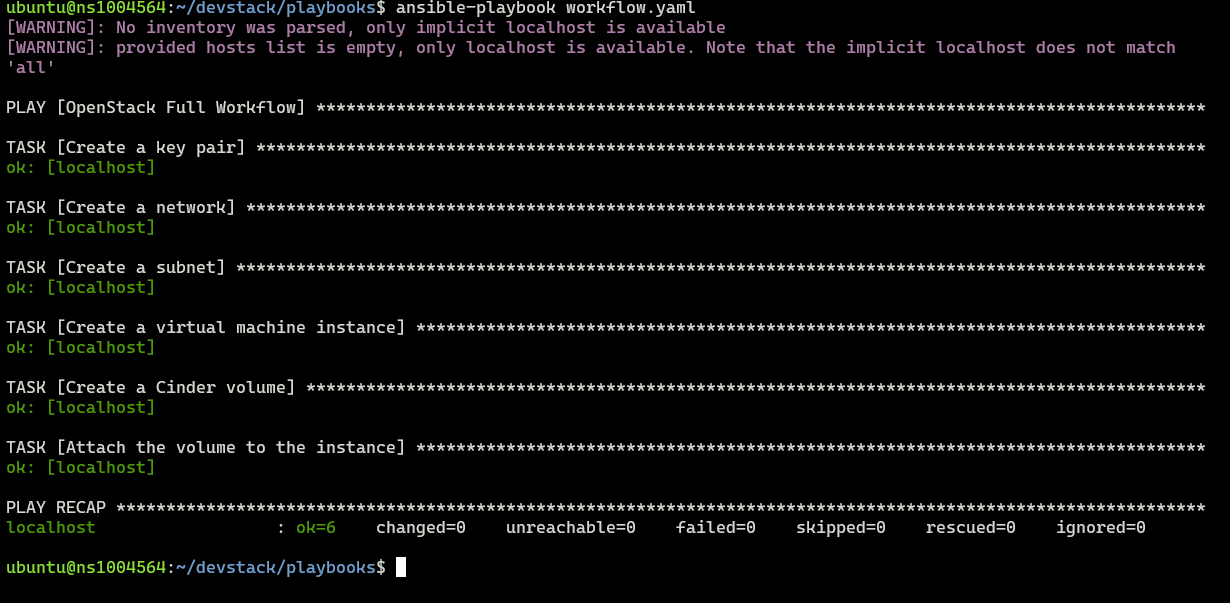 ubuntu@ns1004564:~/devstack/playbooks$ ansible-playbook workflow.yaml
[WARNING]: No inventory was parsed, only implicit localhost is available
[WARNING]: provided hosts list is empty, only localhost is available. Note that the implicit localhost does not match
'all'
PLAY [OpenStack Full Workflow] *****************************************************************************************
TASK [Create a key pair] ***********************************************************************************************
ok: [localhost]
TASK [Create a network] ************************************************************************************************
ok: [localhost]
TASK [Create a subnet] *************************************************************************************************
ok: [localhost]
TASK [Create a virtual machine instance] *******************************************************************************
ok: [localhost]
TASK [Create a Cinder volume] ******************************************************************************************
ok: [localhost]
TASK [Attach the volume to the instance] *******************************************************************************
ok: [localhost]
PLAY RECAP *************************************************************************************************************
localhost                  : ok=6    changed=0    unreachable=0    failed=0    skipped=0    rescued=0    ignored=0
ubuntu@ns1004564:~/devstack/playbooks$